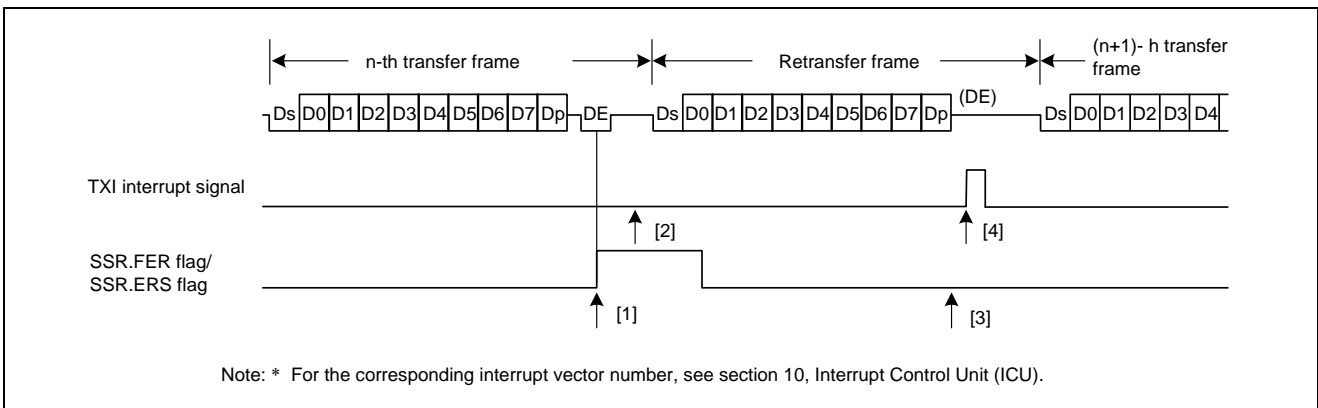 n-th transfer frame
Retransfer frame
(n+1)- h transfer
frame
Ds D0 D1 D2 D3 D4 D5 D6 D7 Dp DE Ds D0 D1 D2 D3 D4 D5 D6 D7 Dp (DE) Ds D0 D1 D2 D3 D4
TXI interrupt signal
[2]
[4]
SSR.FER flag/
SSR.ERS flag
[1]
[3]
Note: * For the corresponding interrupt vector number, see section 10, Interrupt Control Unit (ICU).